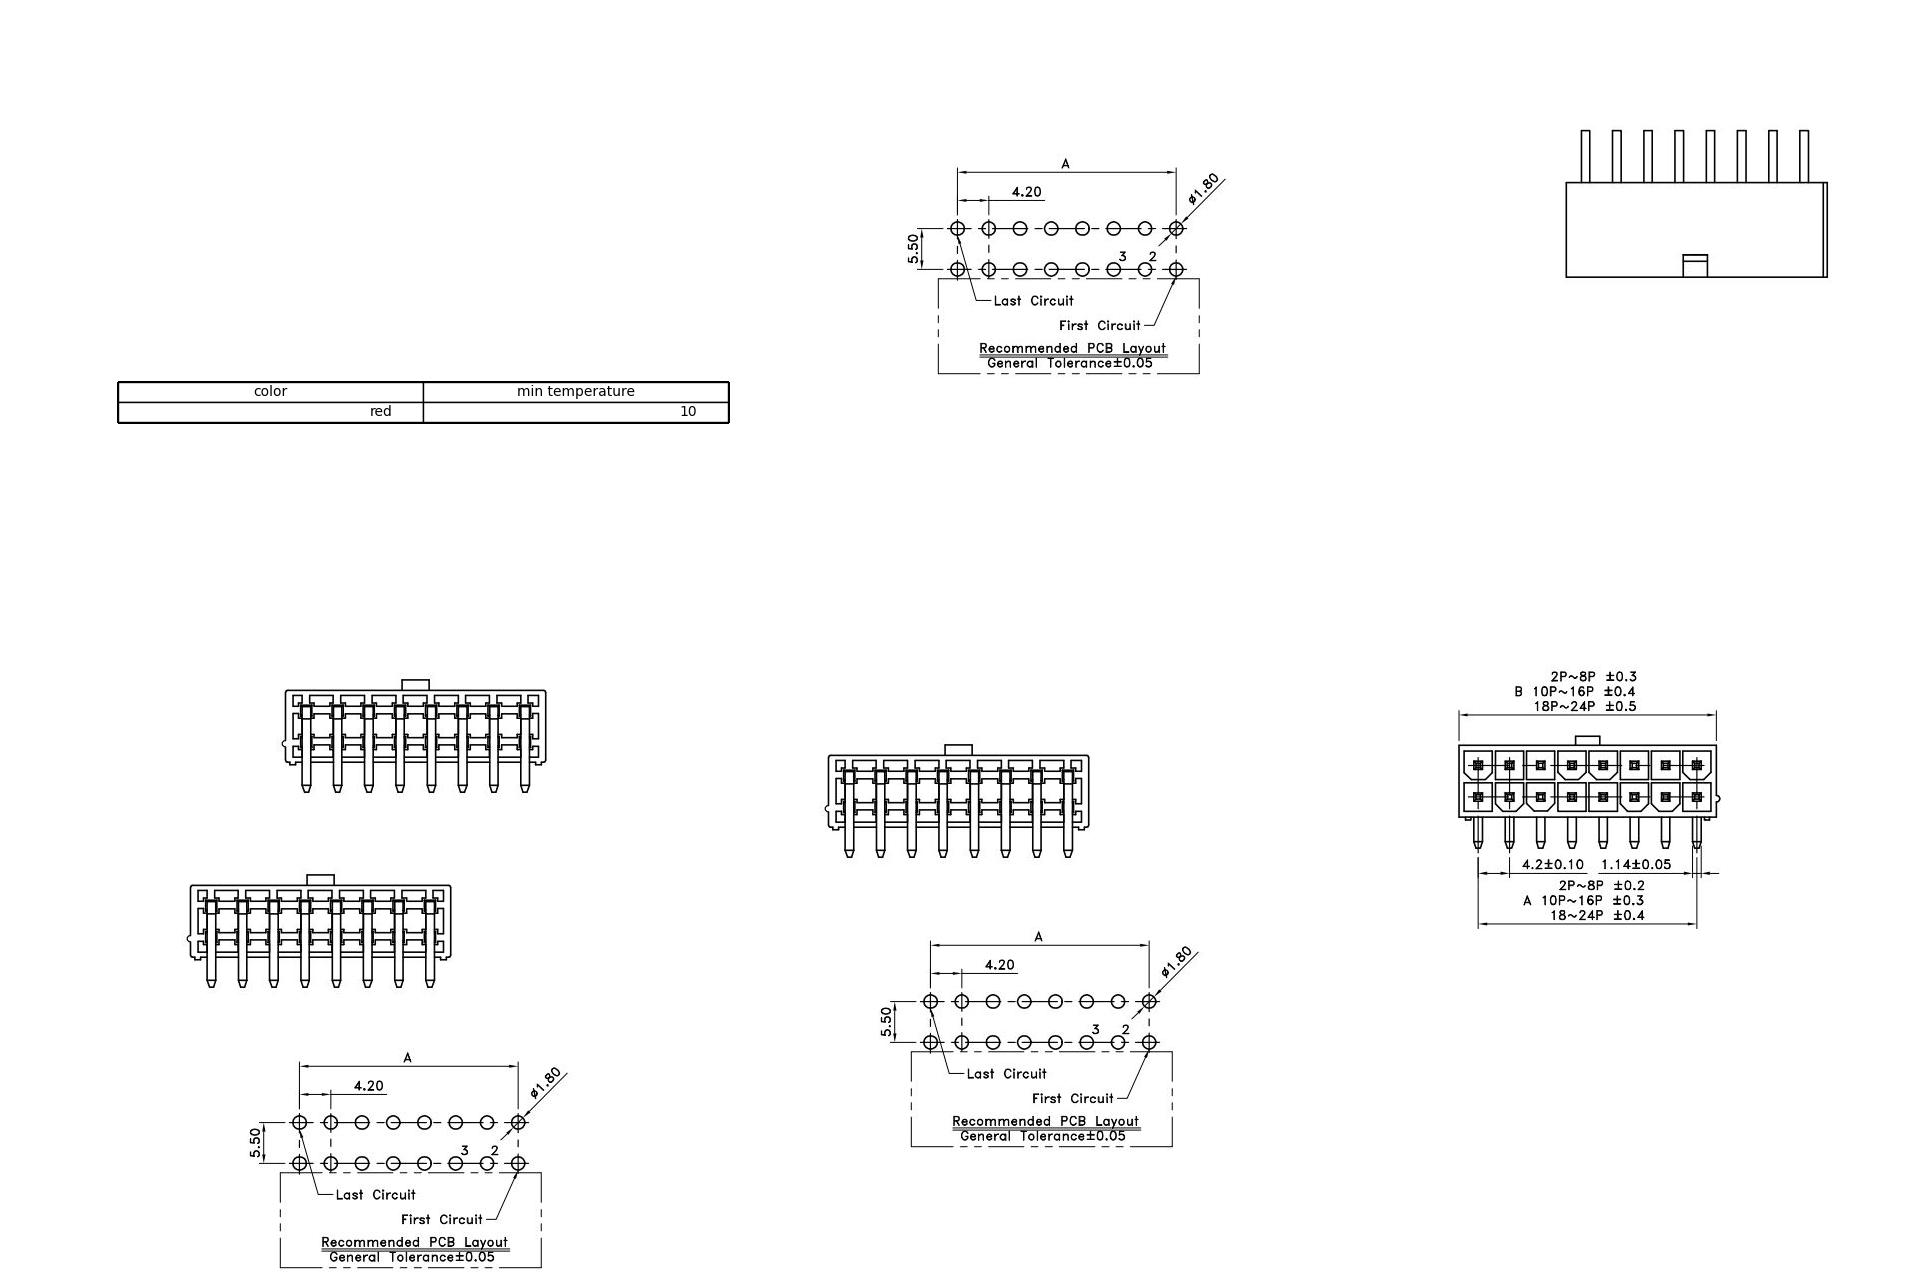 A
4.20
ø1.80
5.50
3 2
Last Circuit
First Circuit
Recommended PCB Layout
General Tolerance±0.05
color min temperature
red 10
2P~8P ±0.3
B 10P~16P ±0.4
18P~24P ±0.5
4.2±0.10 1.14±0.05
2P~8P ±0.2
A 10P~16P ±0.3
18~24P ±0.4
A
4.20
ø1.80
5.50
3 2
Last Circuit
First Circuit
Recommended PCB Layout
General Tolerance±0.05
A
4.20
ø1.80
5.50
3 2
Last Circuit
First Circuit
Recommended PCB Layout
General Tolerance±0.05